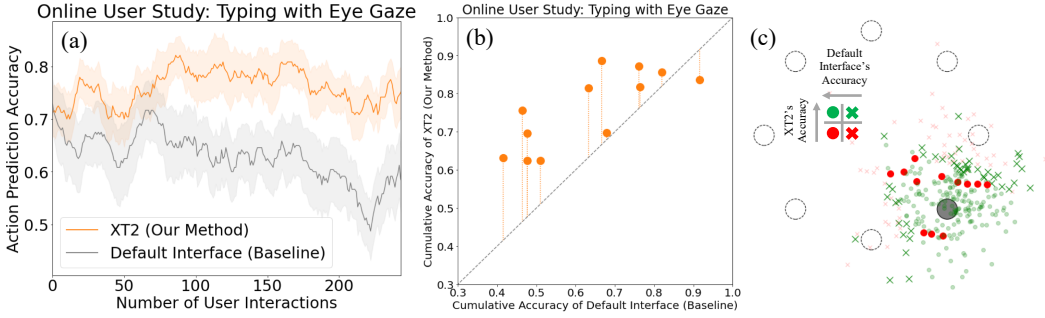 Online User Study: Typing with Eye Gaze
(a)
Action Prediction Accuracy
0.8
0.7
0.6
0.5
XT2 (Our Method)
Default Interface (Baseline)
0
50
100
150
200
Number of User Interactions
Online User Study: Typing with Eye Gaze
(b)
Cumulative Accuracy of XT2 (Our Method)
1.0
0.9
0.8
0.7
0.6
0.5
0.4
0.3
0.3
0.4
0.5
0.6
0.7
0.8
0.9
1.0
Cumulative Accuracy of Default Interface (Baseline)
(c)
Default
Interface's
Accuracy
XT2's
Accuracy